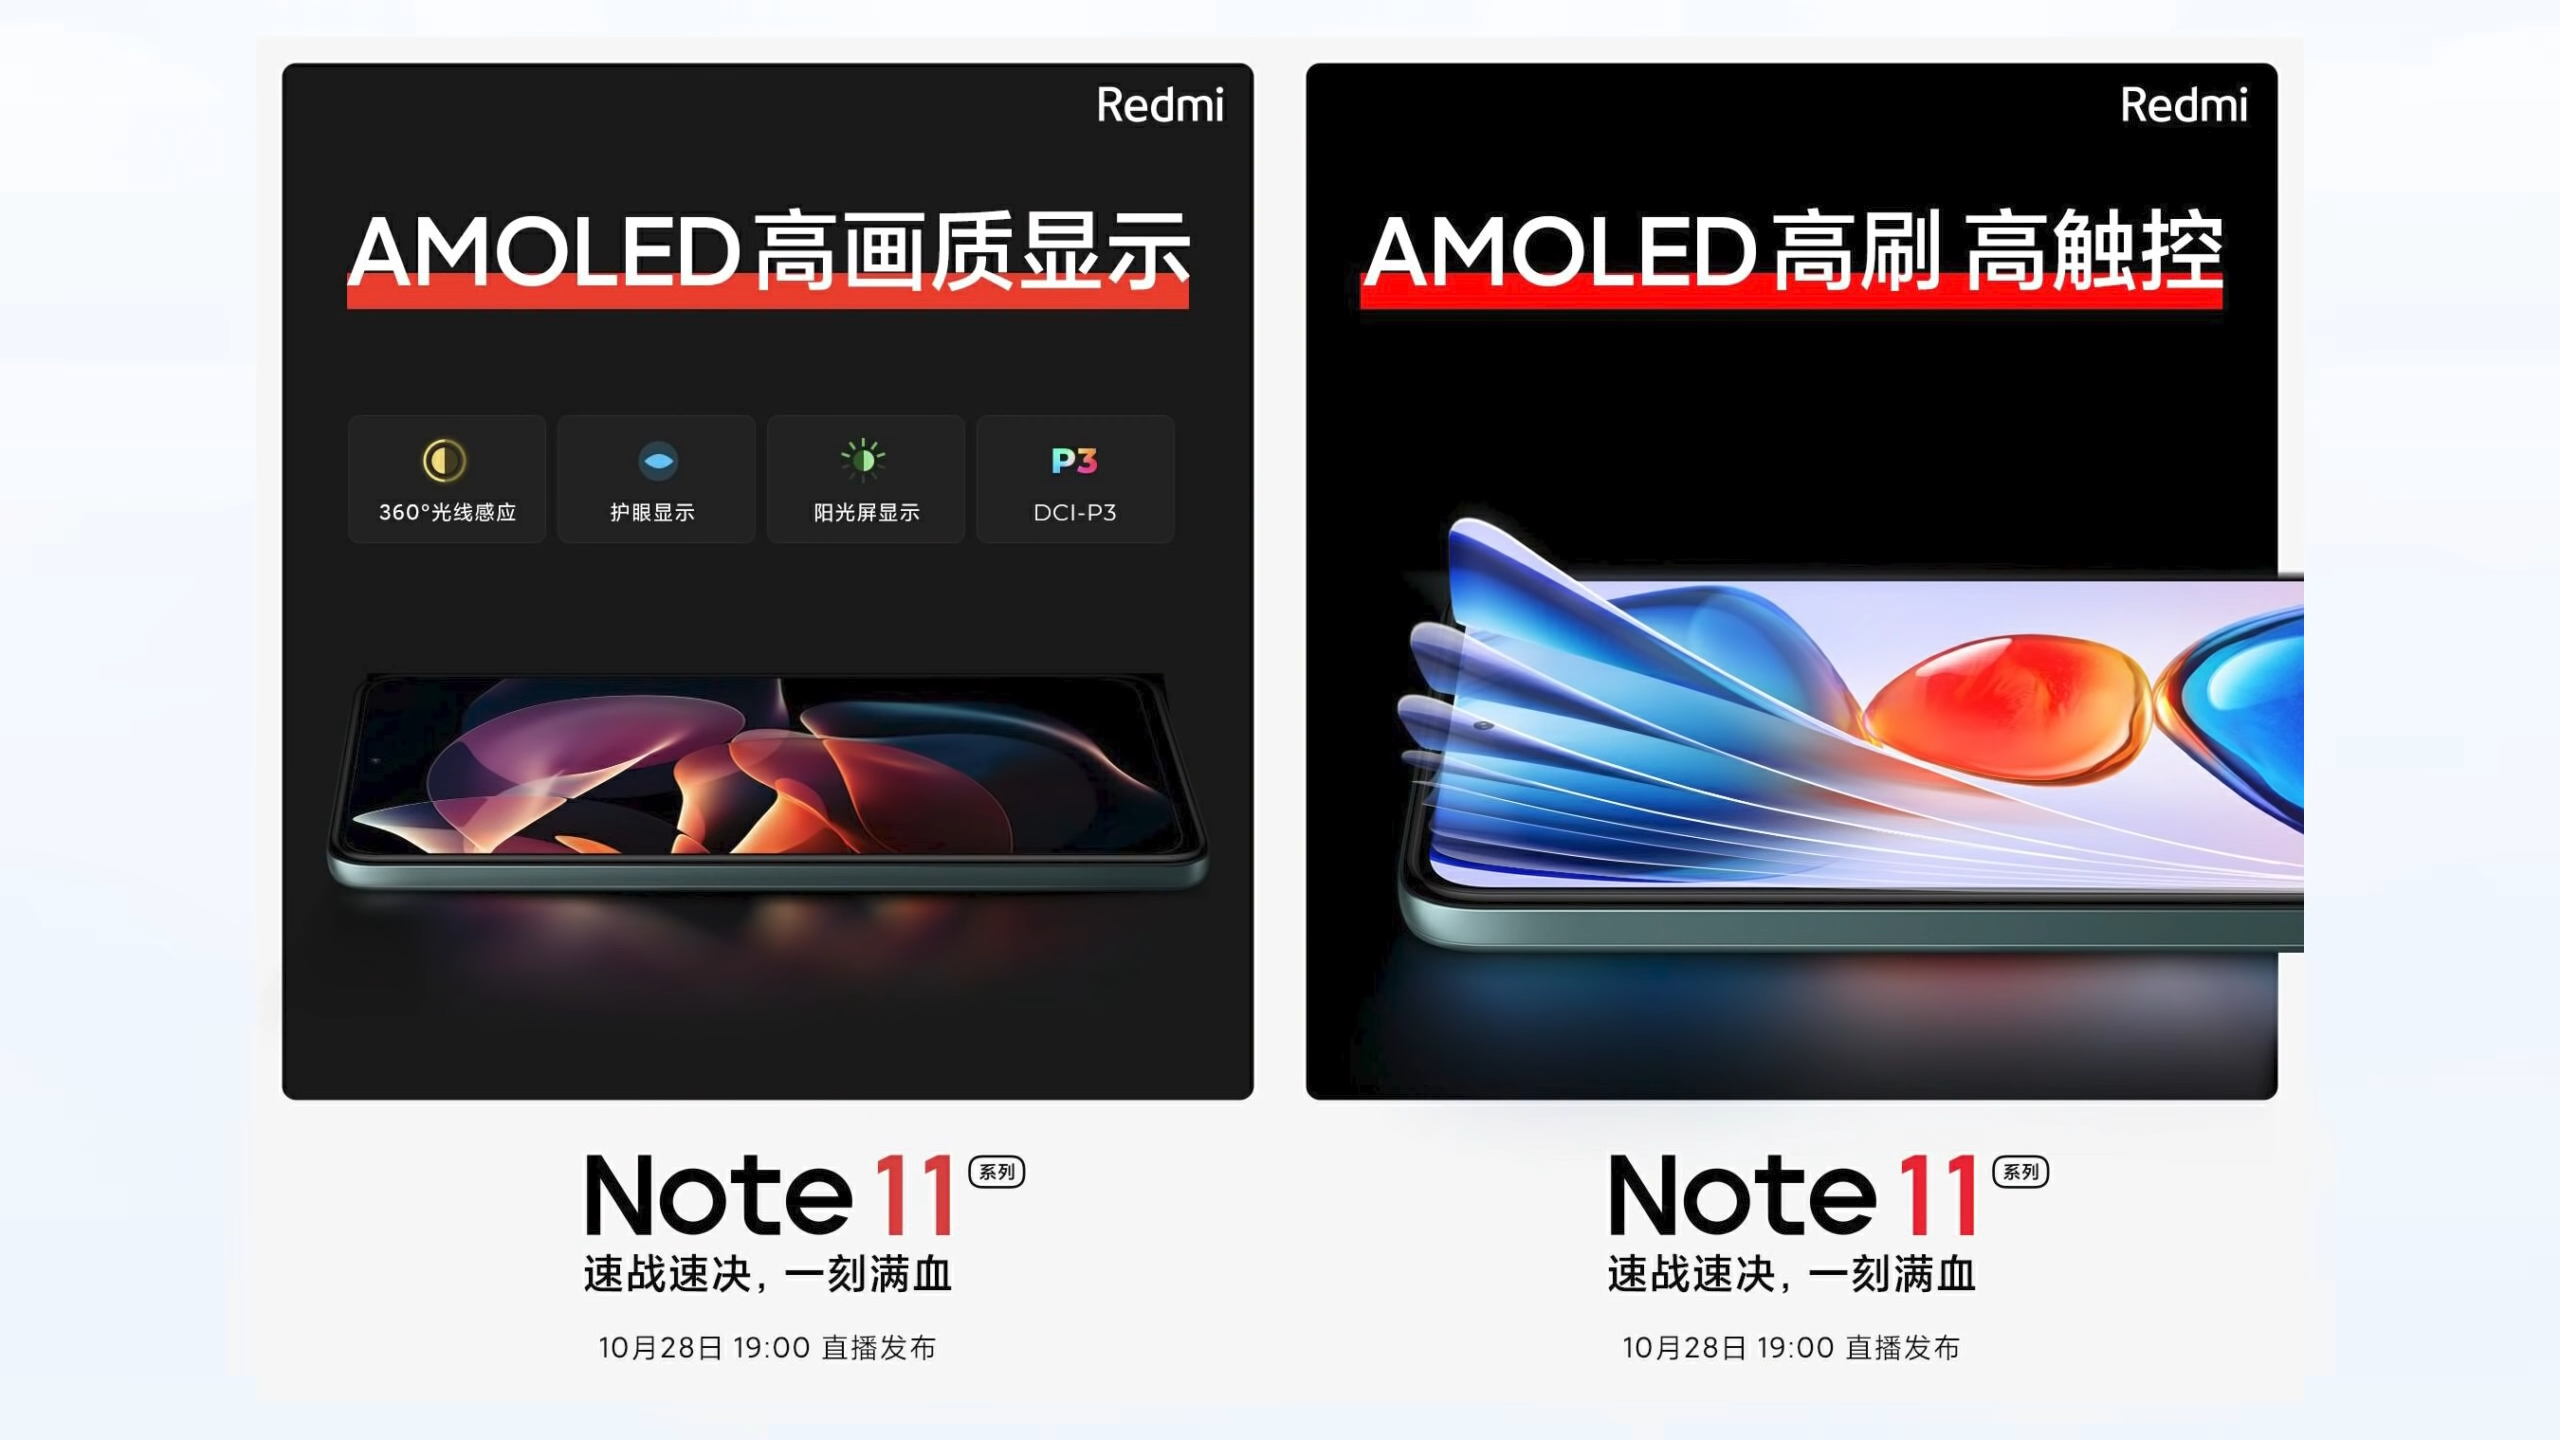 Redmi
AMOLED高画质显示
360°光线感应
护眼显示
阳光屏显示
P3
DCI-P3
Note 11 系列
速战速决，一刻满血
10月28日 19:00 直播发布
Redmi
AMOLED高刷 高触控
Note 11 系列
速战速决，一刻满血
10月28日 19:00 直播发布